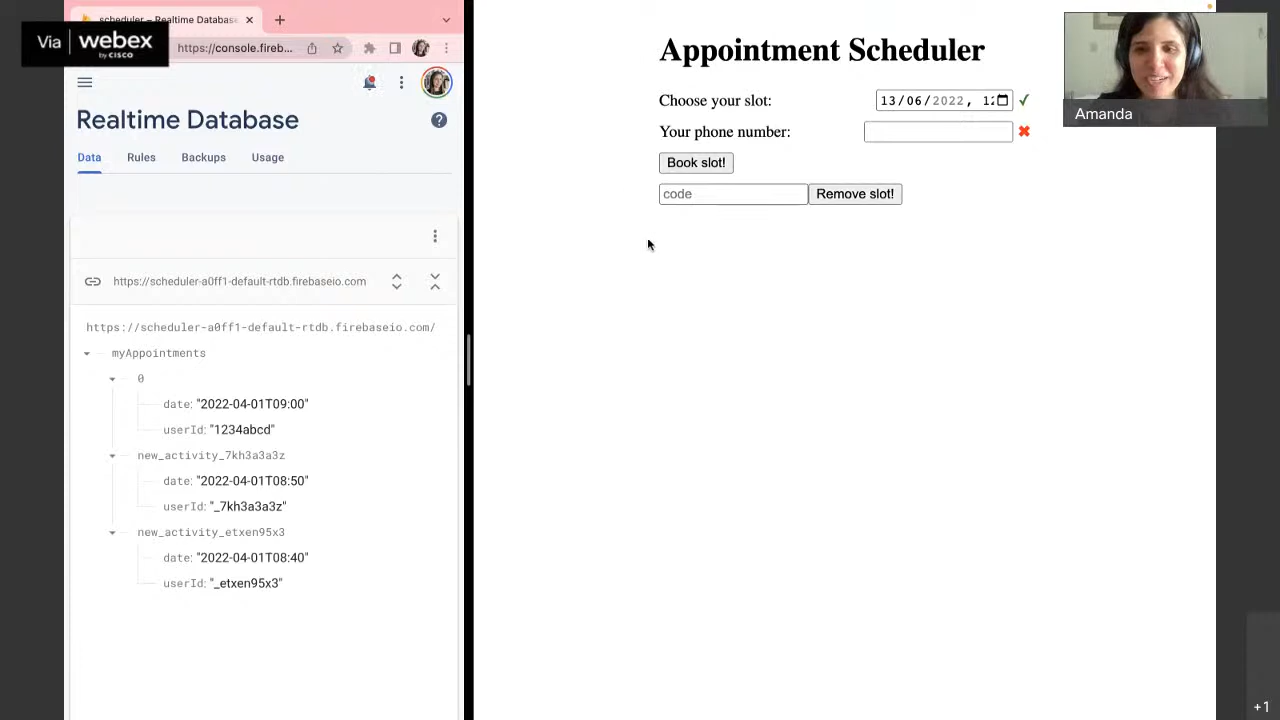 Via webex
by CISCO
scheduler – Realtime Database
https://console.fireb...
Realtime Database
Data Rules Backups Usage
https://scheduler-a0ff1-default-rtdb.firebaseio.com
https://scheduler-a0ff1-default-rtdb.firebaseio.com/
myAppointments
0
date: "2022-04-01T09:00"
userId: "1234abcd"
new_activity_7kh3a3a3z
date: "2022-04-01T08:50"
userId: "_7kh3a3a3z"
new_activity_etxen95x3
date: "2022-04-01T08:40"
userId: "_etxen95x3"
Appointment Scheduler
Choose your slot: 13/06/2022, 12
Your phone number:
Book slot!
code Remove slot!
Amanda
+1